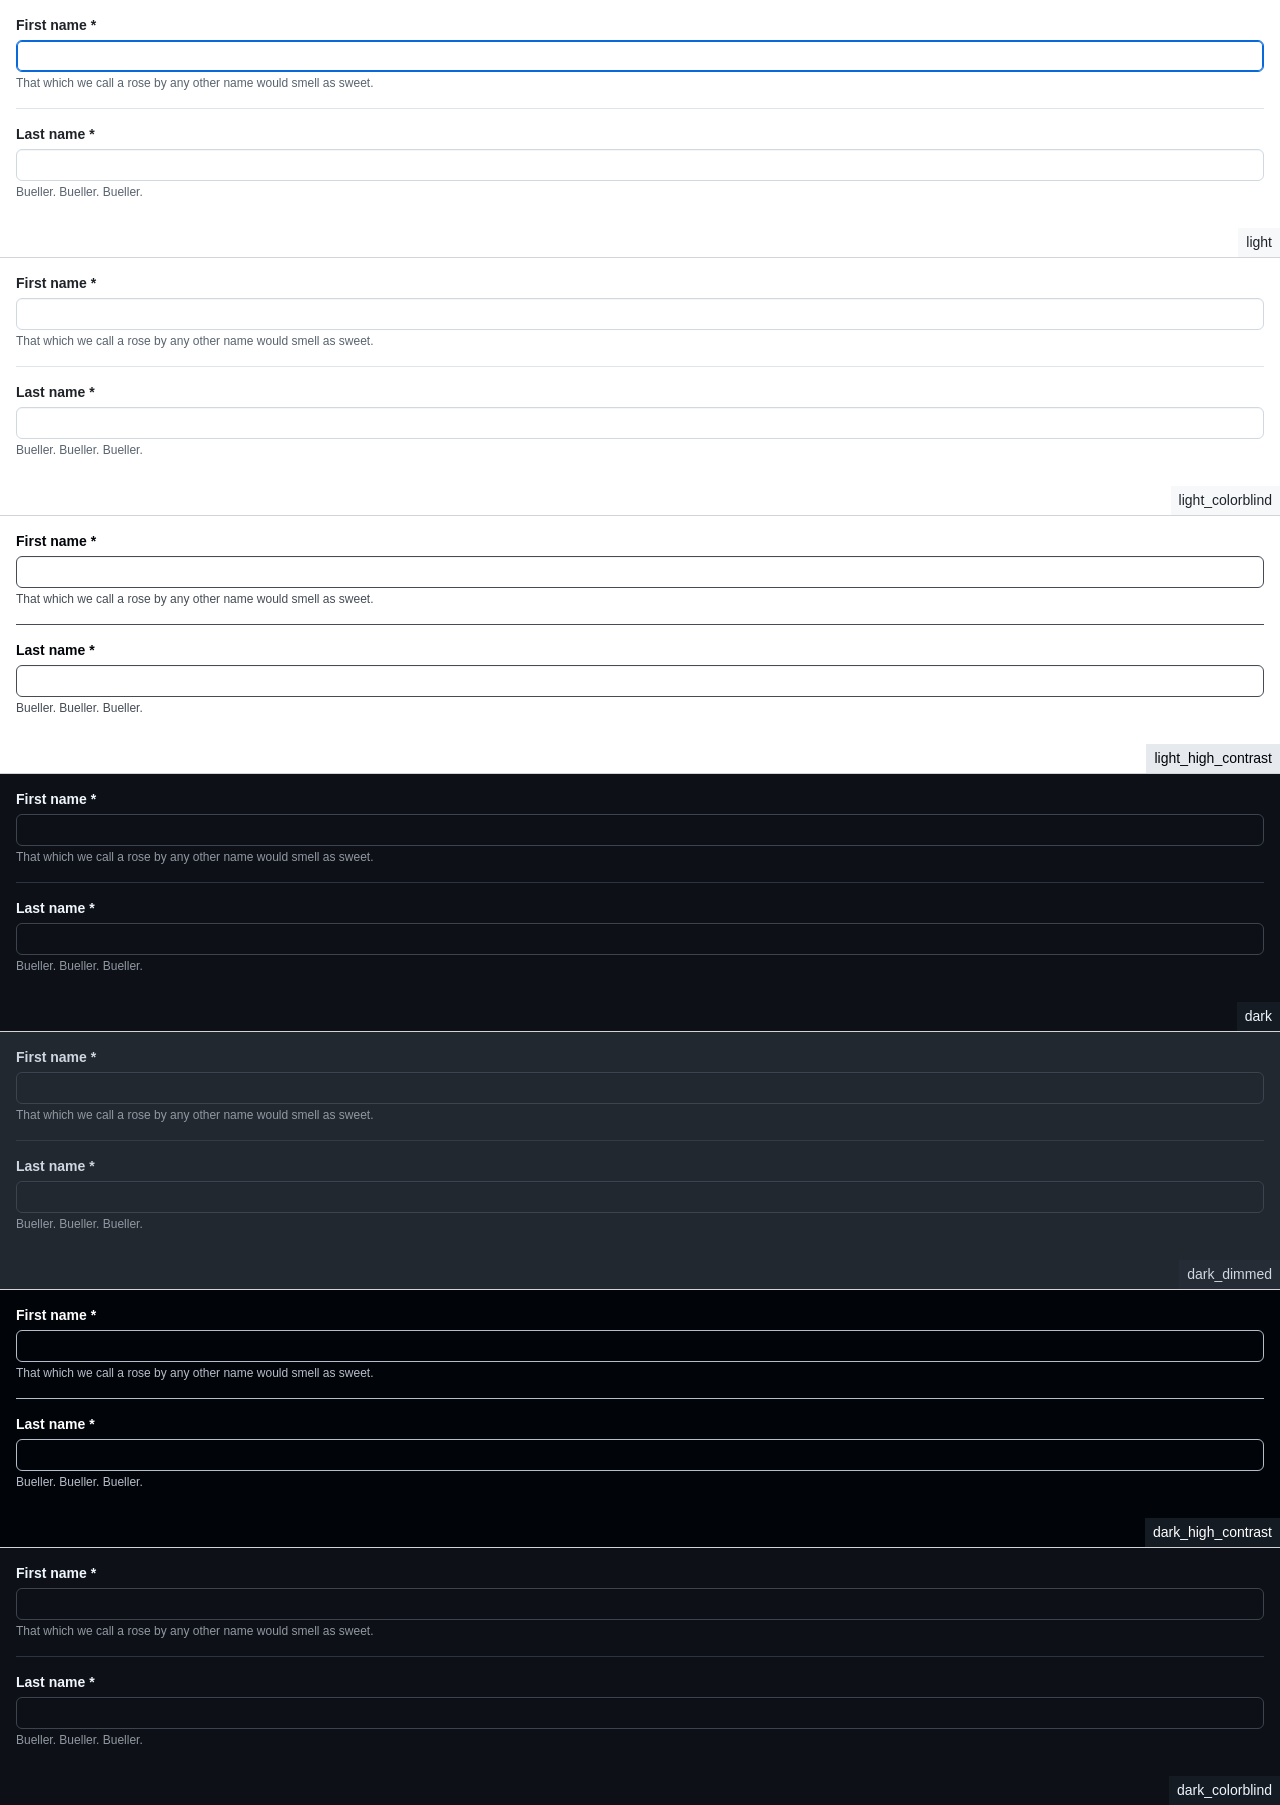 First name *
That which we call a rose by any other name would smell as sweet.
Last name *
Bueller. Bueller. Bueller.
light
First name *
That which we call a rose by any other name would smell as sweet.
Last name *
Bueller. Bueller. Bueller.
light_colorblind
First name *
That which we call a rose by any other name would smell as sweet.
Last name *
Bueller. Bueller. Bueller.
light_high_contrast
First name *
That which we call a rose by any other name would smell as sweet.
Last name *
Bueller. Bueller. Bueller.
dark
First name *
That which we call a rose by any other name would smell as sweet.
Last name *
Bueller. Bueller. Bueller.
dark_dimmed
First name *
That which we call a rose by any other name would smell as sweet.
Last name *
Bueller. Bueller. Bueller.
dark_high_contrast
First name *
That which we call a rose by any other name would smell as sweet.
Last name *
Bueller. Bueller. Bueller.
dark_colorblind